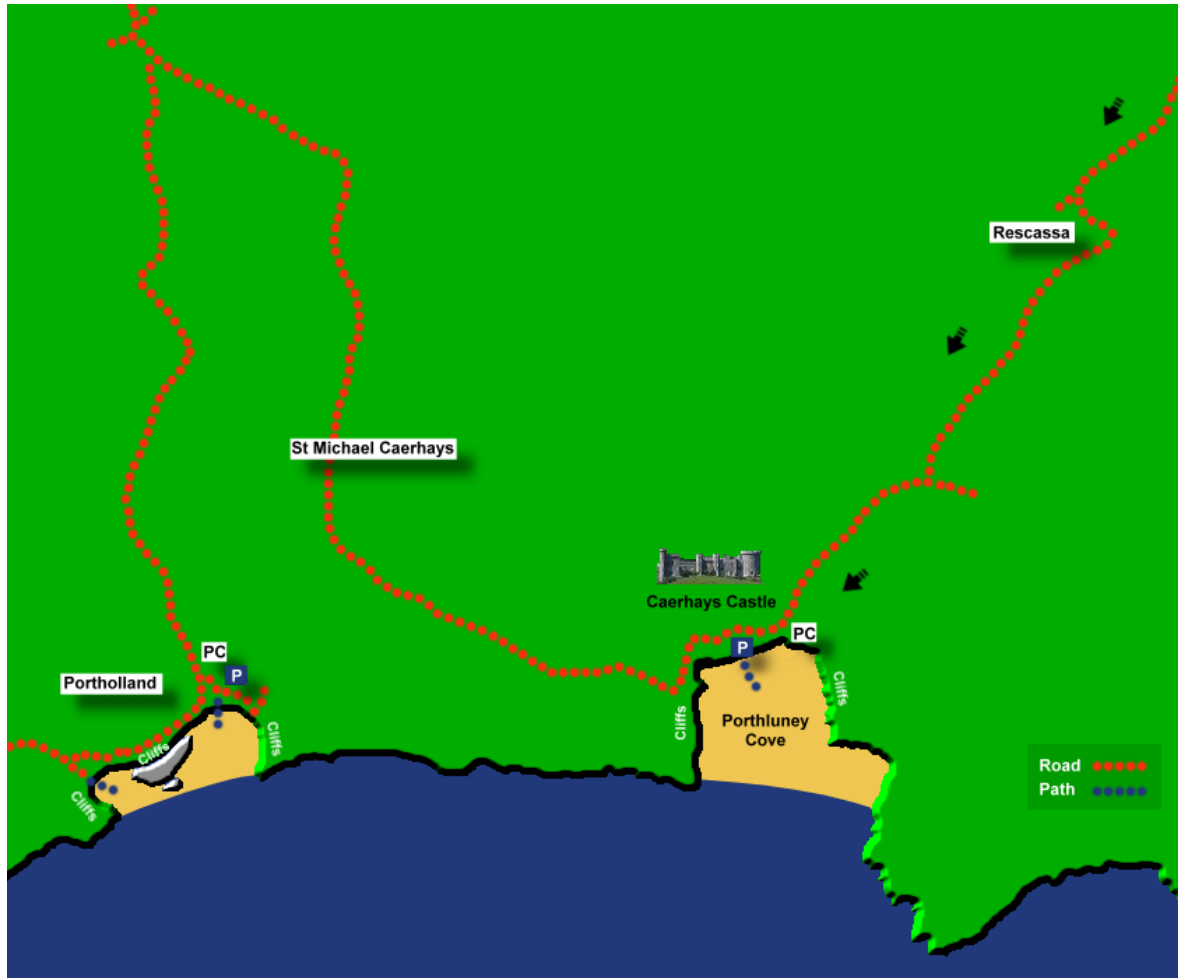 Rescassa
St Michael Caerhays
Caerhays Castle
PC
P
PC
P
Portholland
Cliffs
Cliffs
Cliffs
Cliffs
Cliffs
Porthluney
Cove
Road
Path